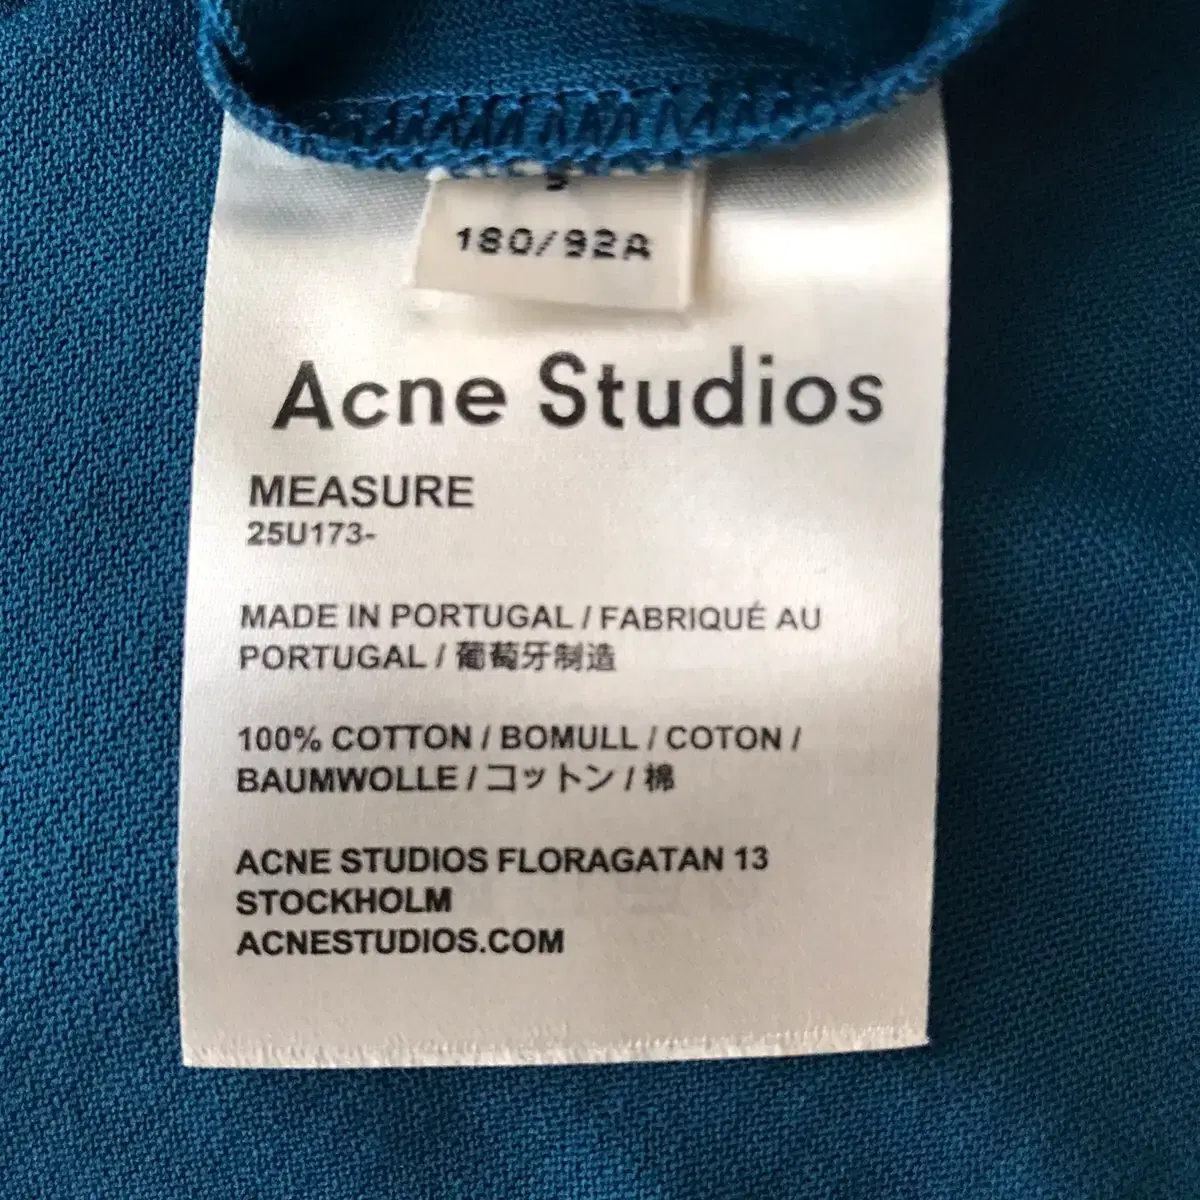 180/92A
Acne Studios
MEASURE
25U173-
MADE IN PORTUGAL / FABRIQUÉ AU
PORTUGAL / 葡萄牙制造
100% COTTON / BOMULL / COTON /
BAUMWOLLE / コットン / 棉
ACNE STUDIOS FLORAGATAN 13
STOCKHOLM
ACNESTUDIOS.COM